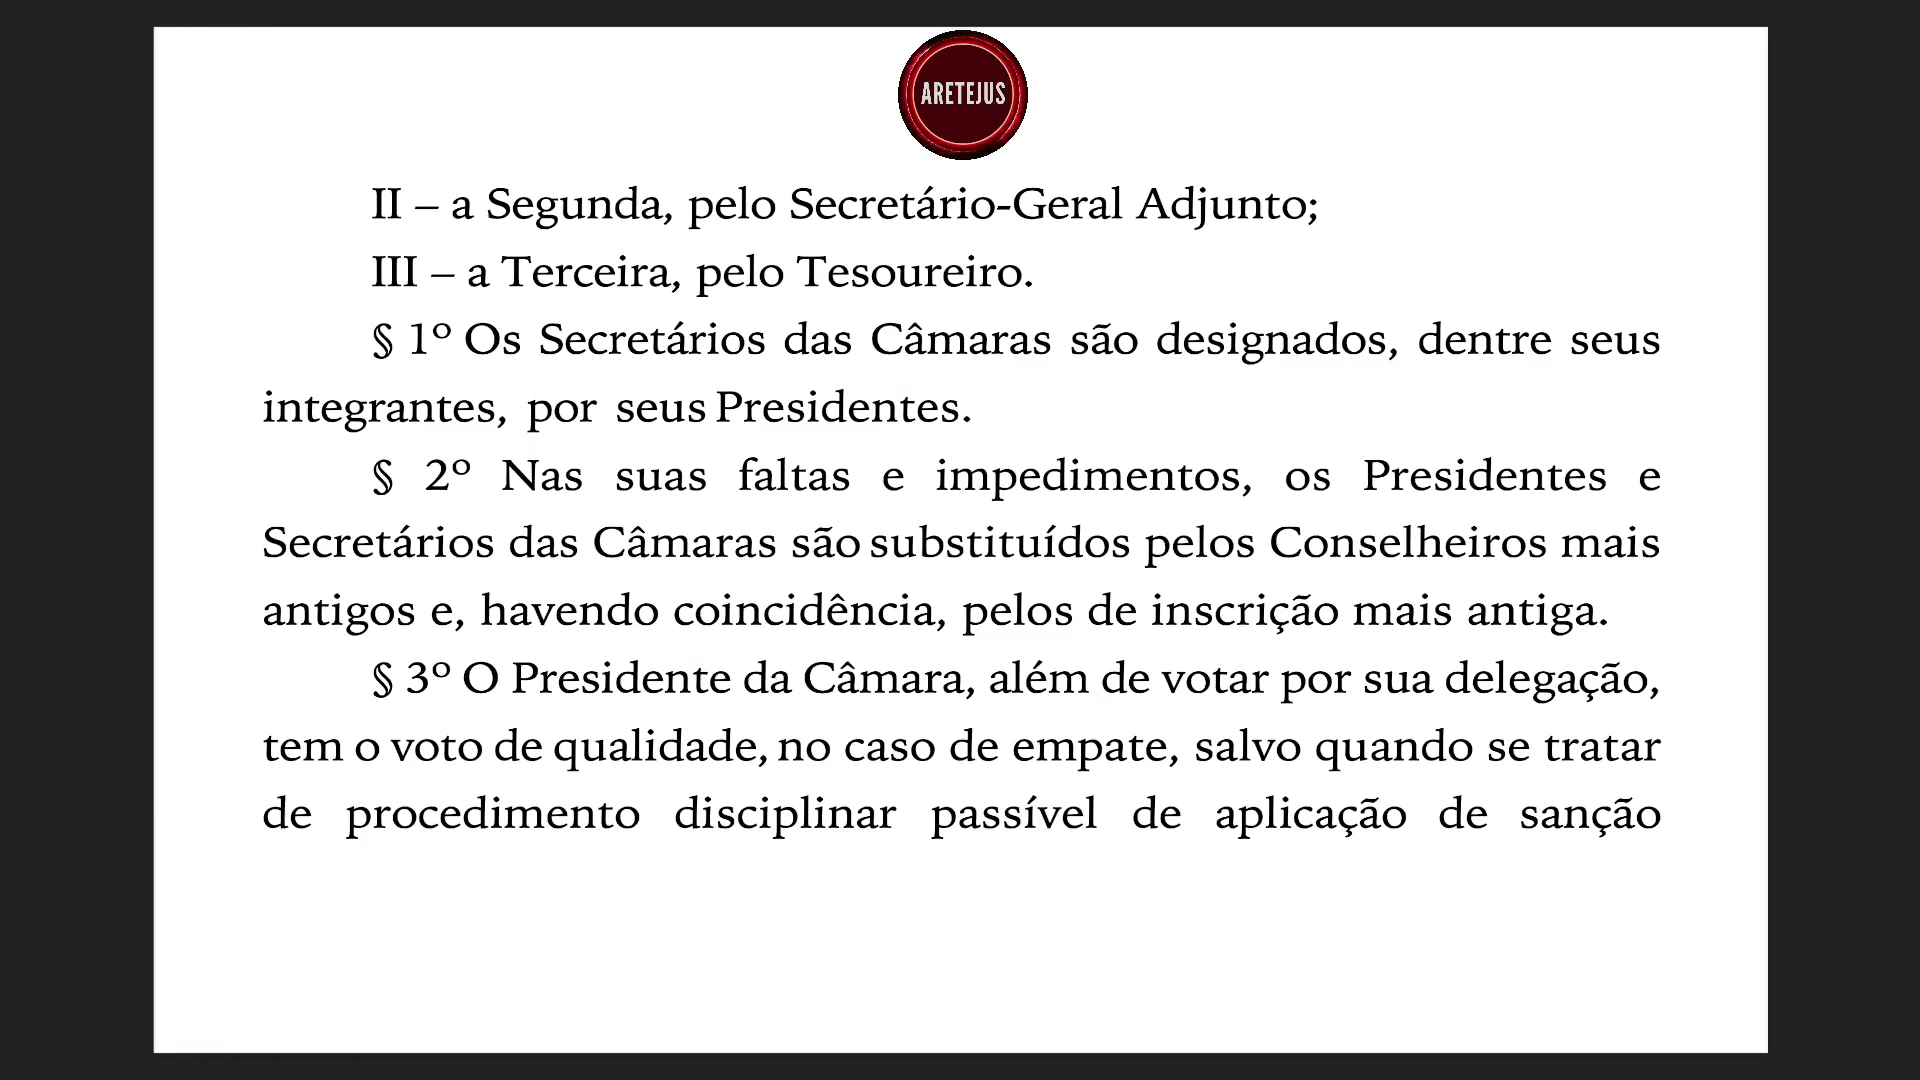 ARETEJUS
II – a Segunda, pelo Secretário-Geral Adjunto;
III – a Terceira, pelo Tesoureiro.
§ 1º Os Secretários das Câmaras são designados, dentre seus
integrantes, por seus Presidentes.
§ 2º Nas suas faltas e impedimentos, os Presidentes e
Secretários das Câmaras são substituídos pelos Conselheiros mais
antigos e, havendo coincidência, pelos de inscrição mais antiga.
§ 3º O Presidente da Câmara, além de votar por sua delegação,
tem o voto de qualidade, no caso de empate, salvo quando se tratar
de procedimento disciplinar passível de aplicação de sanção